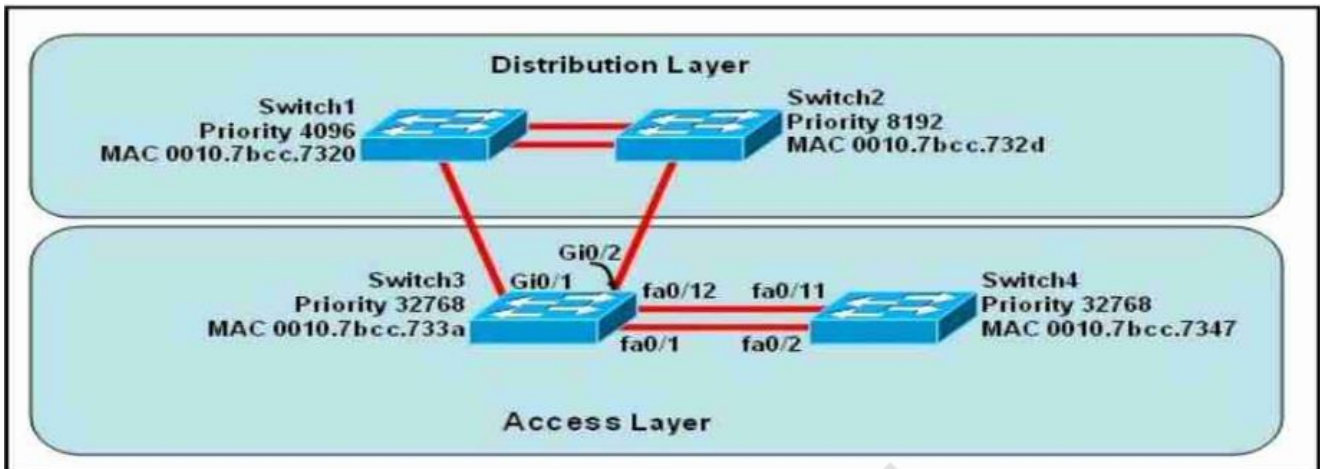 Distribution Layer
Switch1
Priority 4096
MAC 0010.7bcc.7320
Switch2
Priority 8192
MAC 0010.7bcc.732d
Gi0/2
Switch3
Priority 32768
MAC 0010.7bcc.733a
Gi0/1
fa0/12
fa0/11
fa0/1
fa0/2
Switch4
Priority 32768
MAC 0010.7bcc.7347
Access Layer